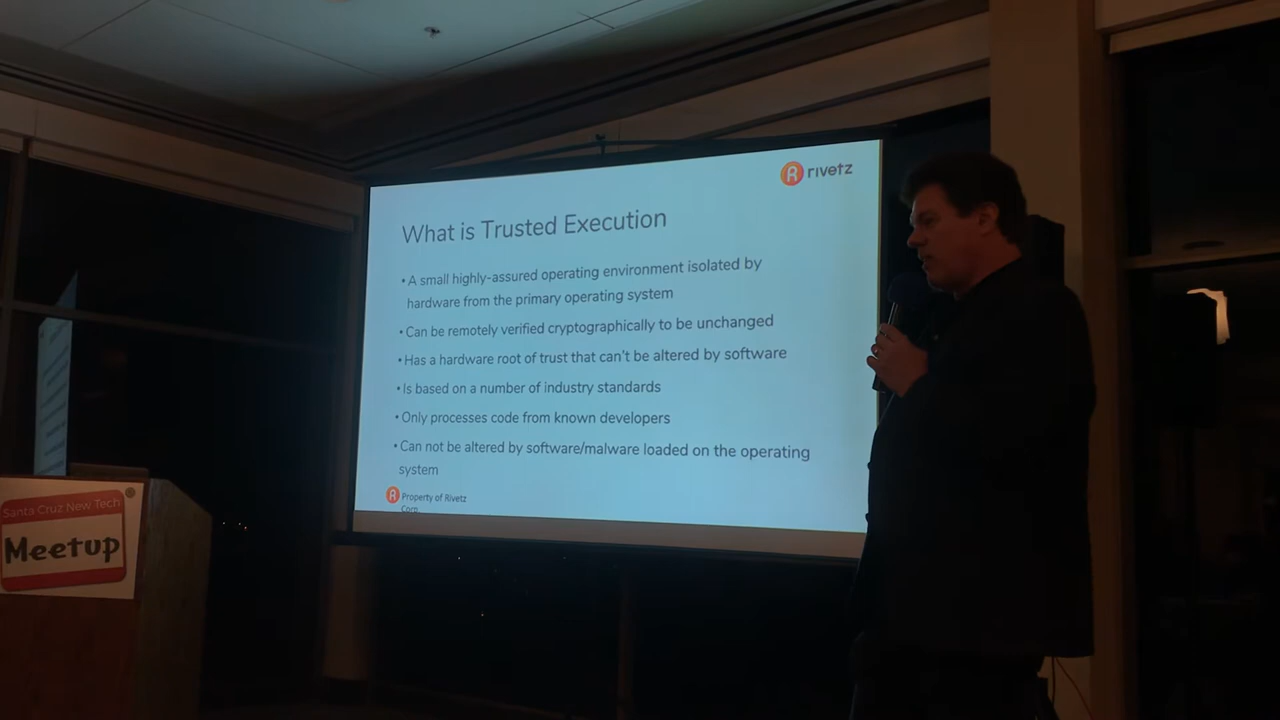 rivetz
What is Trusted Execution
• A small highly-assured operating environment isolated by
hardware from the primary operating system
• Can be remotely verified cryptographically to be unchanged
• Has a hardware root of trust that can't be altered by software
• Is based on a number of industry standards
• Only processes code from known developers
• Can not be altered by software/malware loaded on the operating
system
R Property of Rivetz
Corp
Santa Cruz New Tech
Meetup